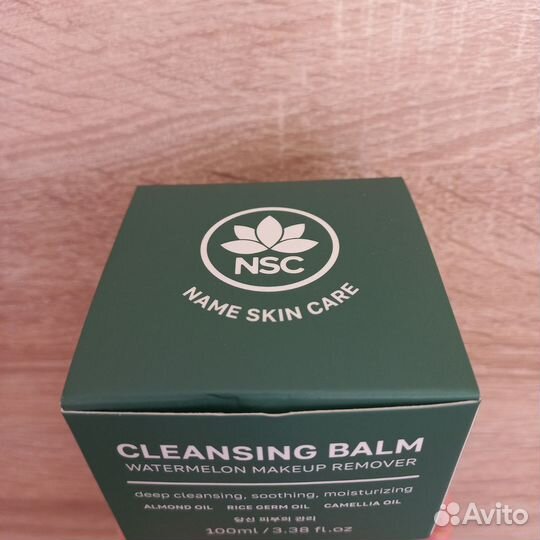 NSC
NAME SKIN CARE
CLEANSING BALM
WATERMELON MAKEUP REMOVER
deep cleansing, soothing, moisturizing
ALMOND OIL RICE GERM OIL CAMELLIA OIL
당신 피부의 관리
100ml / 3.38 fl.oz
Avito